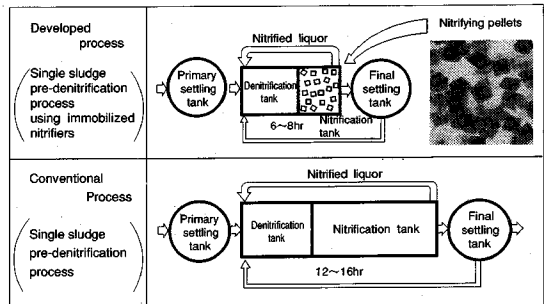 Developed
process
Single sludge
pre-denitrification
process
using immobilized
nitrifiers
Nitrified liquor
Nitrifying pellets
Primary
settling
tank
Denitrification
tank
Final
settling
tank
6~8hr
Nitrification
tank
Conventional
Process
Single sludge
pre-denitrification
process
Nitrified liquor
Primary
settling
tank
Denitrification
tank
Nitrification tank
Final
settling
tank
12~16hr